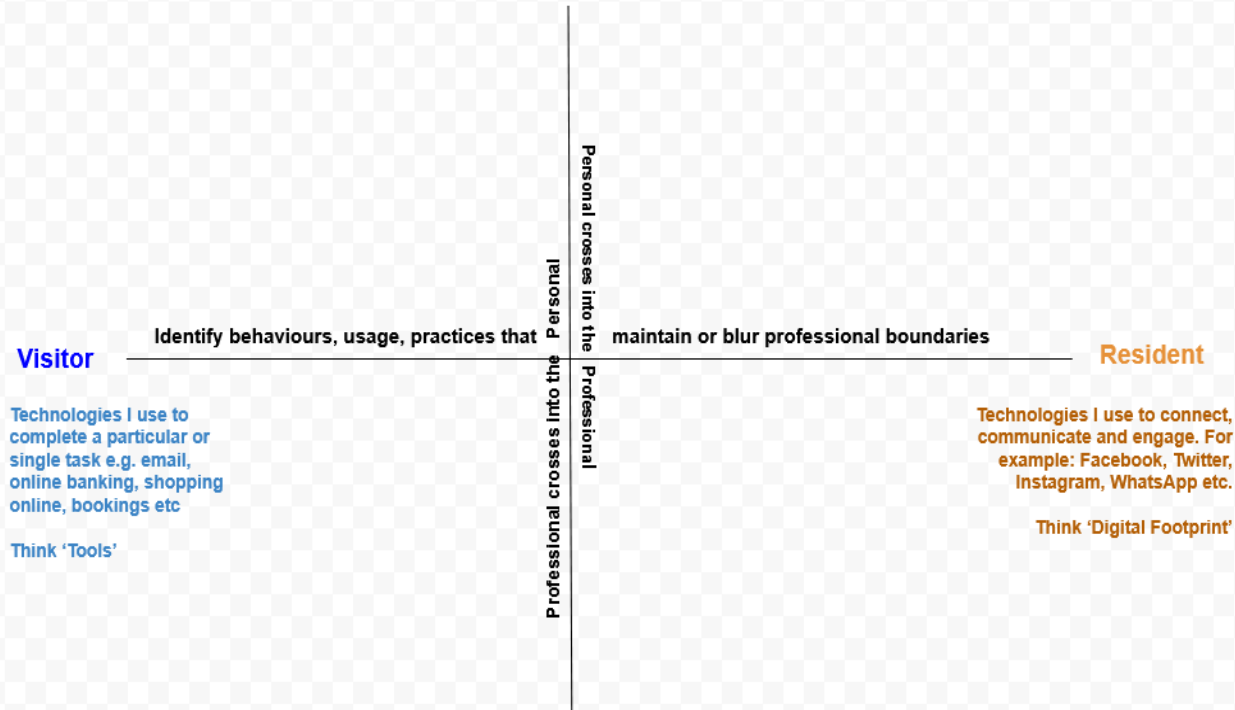 Personal crosses into the Professional
Professional crosses into the Personal
Identify behaviours, usage, practices that
maintain or blur professional boundaries
Visitor
Resident
Technologies I use to
complete a particular or
single task e.g. email,
online banking, shopping
online, bookings etc
Think ‘Tools’
Technologies I use to connect,
communicate and engage. For
example: Facebook, Twitter,
Instagram, WhatsApp etc.
Think ‘Digital Footprint’